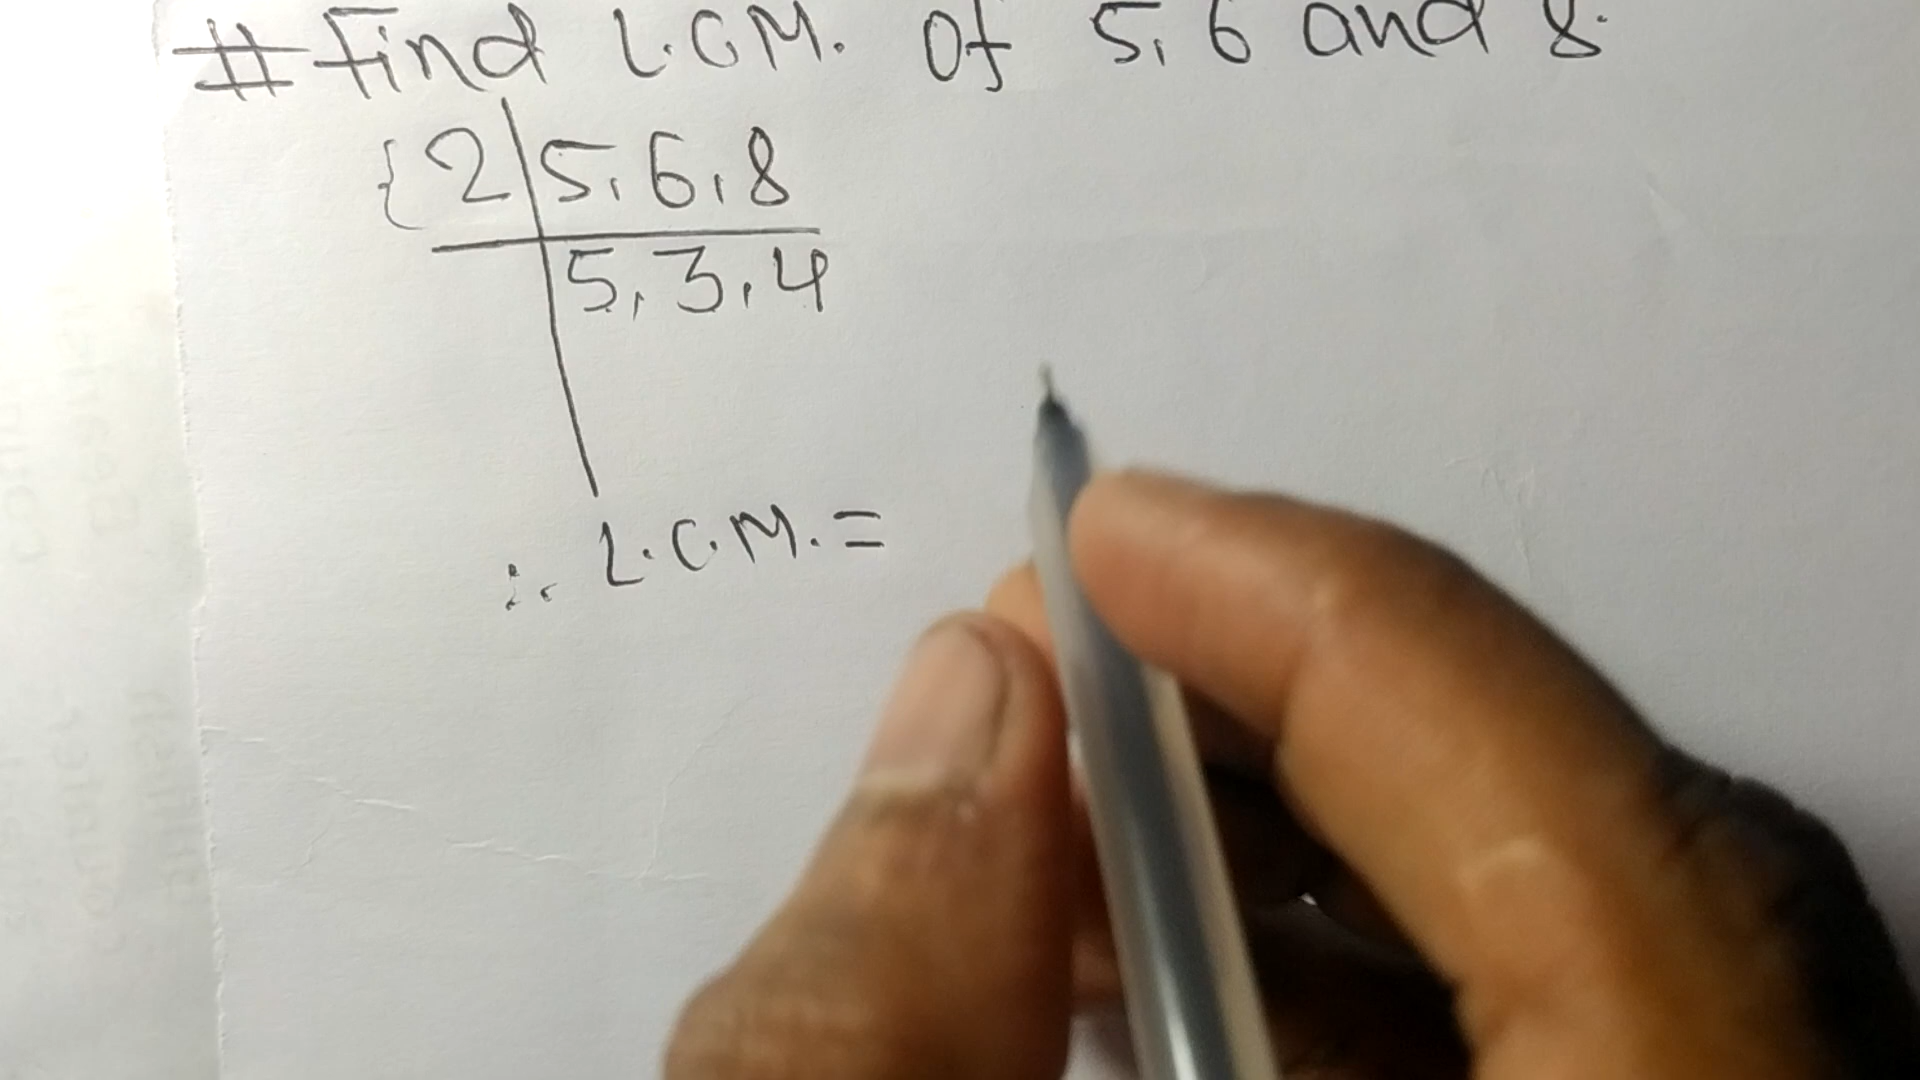 # Find L.C.M. of 5, 6 and 8.
{2 | 5, 6, 8
5, 3, 4
∴ L.C.M. =